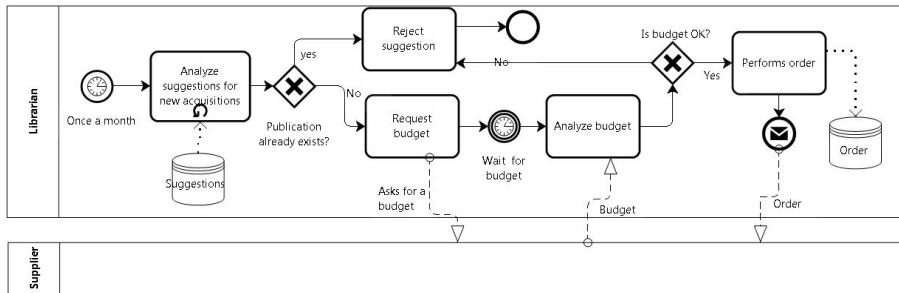 Librarian
Once a month
Analyze
suggestions for
new acquisitions
Suggestions
yes
Publication
already exists?
No
Reject
suggestion
Request
budget
Asks for a
budget
Wait for
budget
Analyze budget
Budget
No
Is budget OK?
Yes
Performs order
Order
Order
Supplier